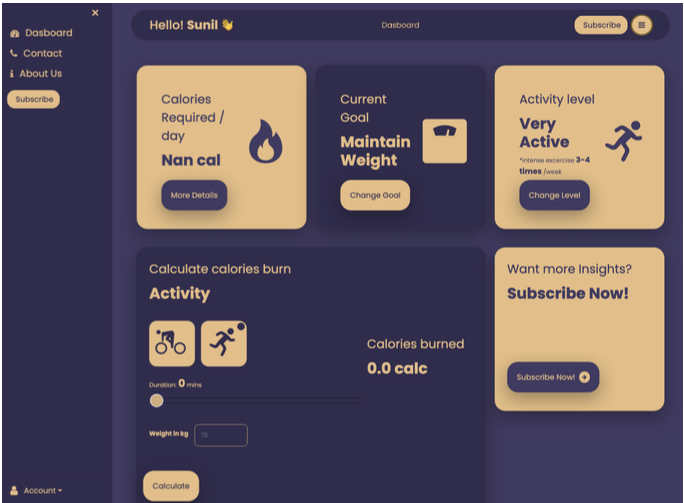 ×
Dasboard
Contact
About Us
Subscribe
Account
Hello! Sunil 👋
Dasboard
Subscribe
Calories
Required /
day
Nan cal
More Details
Current
Goal
Maintain
Weight
Change Goal
Activity level
Very
Active
*intense excercise 3-4
times /week
Change Level
Calculate calories burn
Activity
Duration: 0 mins
Weight in kg
75
Calculate
Calories burned
0.0 calc
Want more Insights?
Subscribe Now!
Subscribe Now!